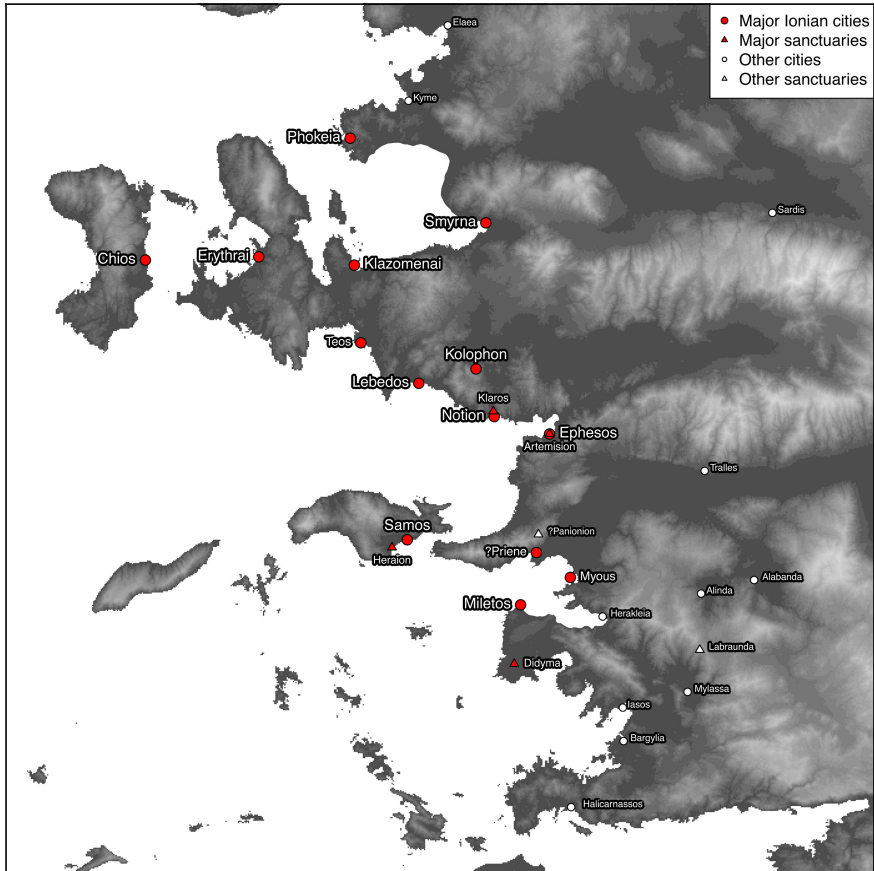 Elaea
Major Ionian cities
Major sanctuaries
Other cities
Other sanctuaries
Kyme
Phokeia
Smyrna
Sardis
Chios
Erythrai
Klazomenai
Teos
Kolophon
Lebedos
Klaros
Notion
Ephesos
Artemision
Tralles
Samos
?Panionion
Heraion
?Priene
Myous
Alabanda
Alinda
Miletos
Herakleia
Labraunda
Didyma
Mylassa
Iasos
Bargylia
Halicarnassos